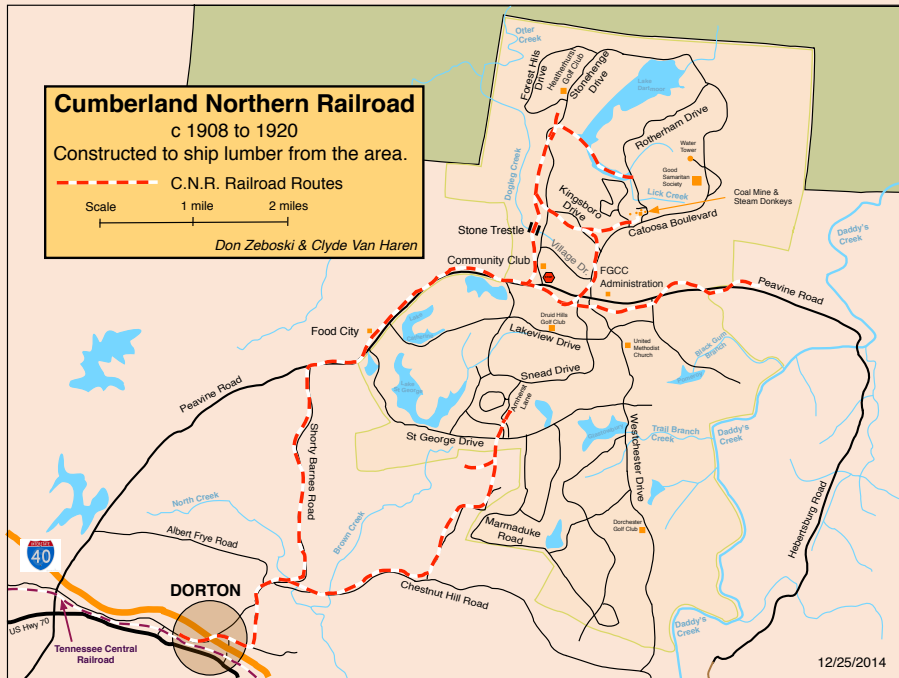 Cumberland Northern Railroad
c 1908 to 1920
Constructed to ship lumber from the area.
C.N.R. Railroad Routes
Scale 1 mile 2 miles
Don Zeboski & Clyde Van Haren
Otter
Creek
Forest Hills
Drive
Heatherhurst
Golf Club
Stonehenge
Drive
Lake
Dartmoor
Rotherham Drive
Water
Tower
Good
Samaritan
Society
Lick Creek
Coal Mine &
Steam Donkeys
Dogleg Creek
Kingsboro
Drive
Catoosa Boulevard
Stone Trestle
Village Dr.
Daddy's
Creek
Community Club
FGCC
Administration
Peavine Road
Food City
Druid Hills
Golf Club
Lakeview Drive
United
Methodist
Church
Black Gum
Branch
Snead Drive
Amherst
Lane
Peavine Road
St George Drive
Westchester Drive
Trail Branch
Creek
Daddy's
Creek
Shorty Barnes Road
North Creek
Brown Creek
Albert Frye Road
Marmaduke
Road
Dorchester
Golf Club
Hebertsburg Road
40
DORTON
Chestnut Hill Road
US Hwy 70
Tennessee Central
Railroad
Daddy's
Creek
12/25/2014